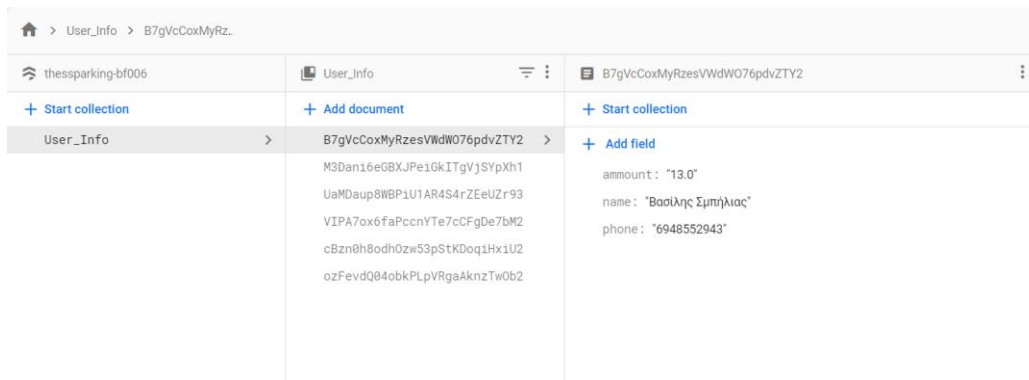 User_Info > B7gVcCoxMyRz..
thessparking-bf006
+ Start collection
User_Info
User_Info
+ Add document
B7gVcCoxMyRzesVWdWO76pdvZTY2
M3Dani6eGBXJPeiGkITgVjSYpXh1
UaMDaup8WBPiU1AR4S4rZEeUZr93
VIPA7ox6faPccnYTe7cCFgDe7bM2
cBzn0h8odhOzw53pStKDoqiHxiU2
ozFevdQ04obkPLpVRgaAknzTwOb2
B7gVcCoxMyRzesVWdWO76pdvZTY2
+ Start collection
+ Add field
ammount: "13.0"
name: "Βασίλης Σμπήλιας"
phone: "6948552943"